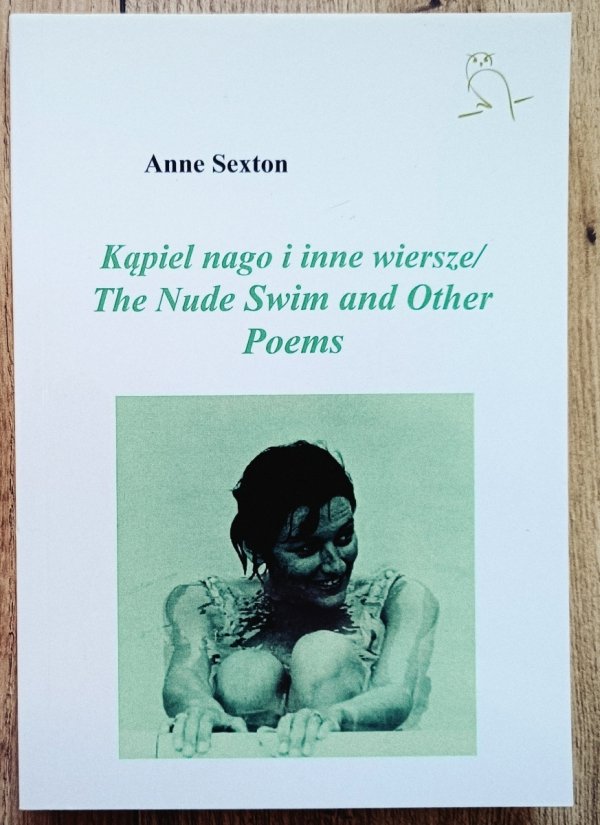 Anne Sexton
Kąpiel nago i inne wiersze/
The Nude Swim and Other
Poems